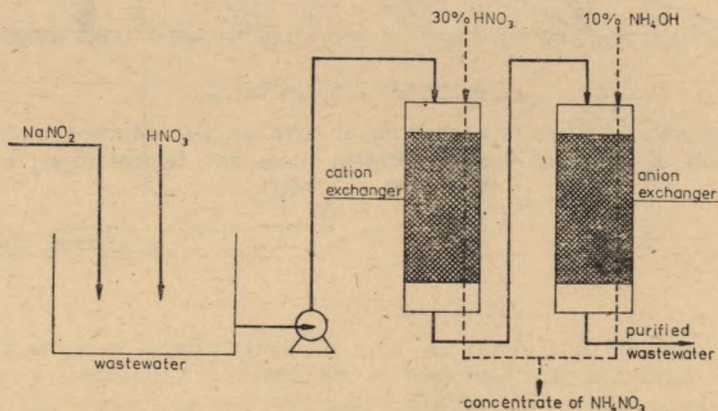 30% HNO3
10% NH4OH
NaNO2
HNO3
cation
exchanger
anion
exchanger
purified
wastewater
wastewater
concentrate of NH4NO3